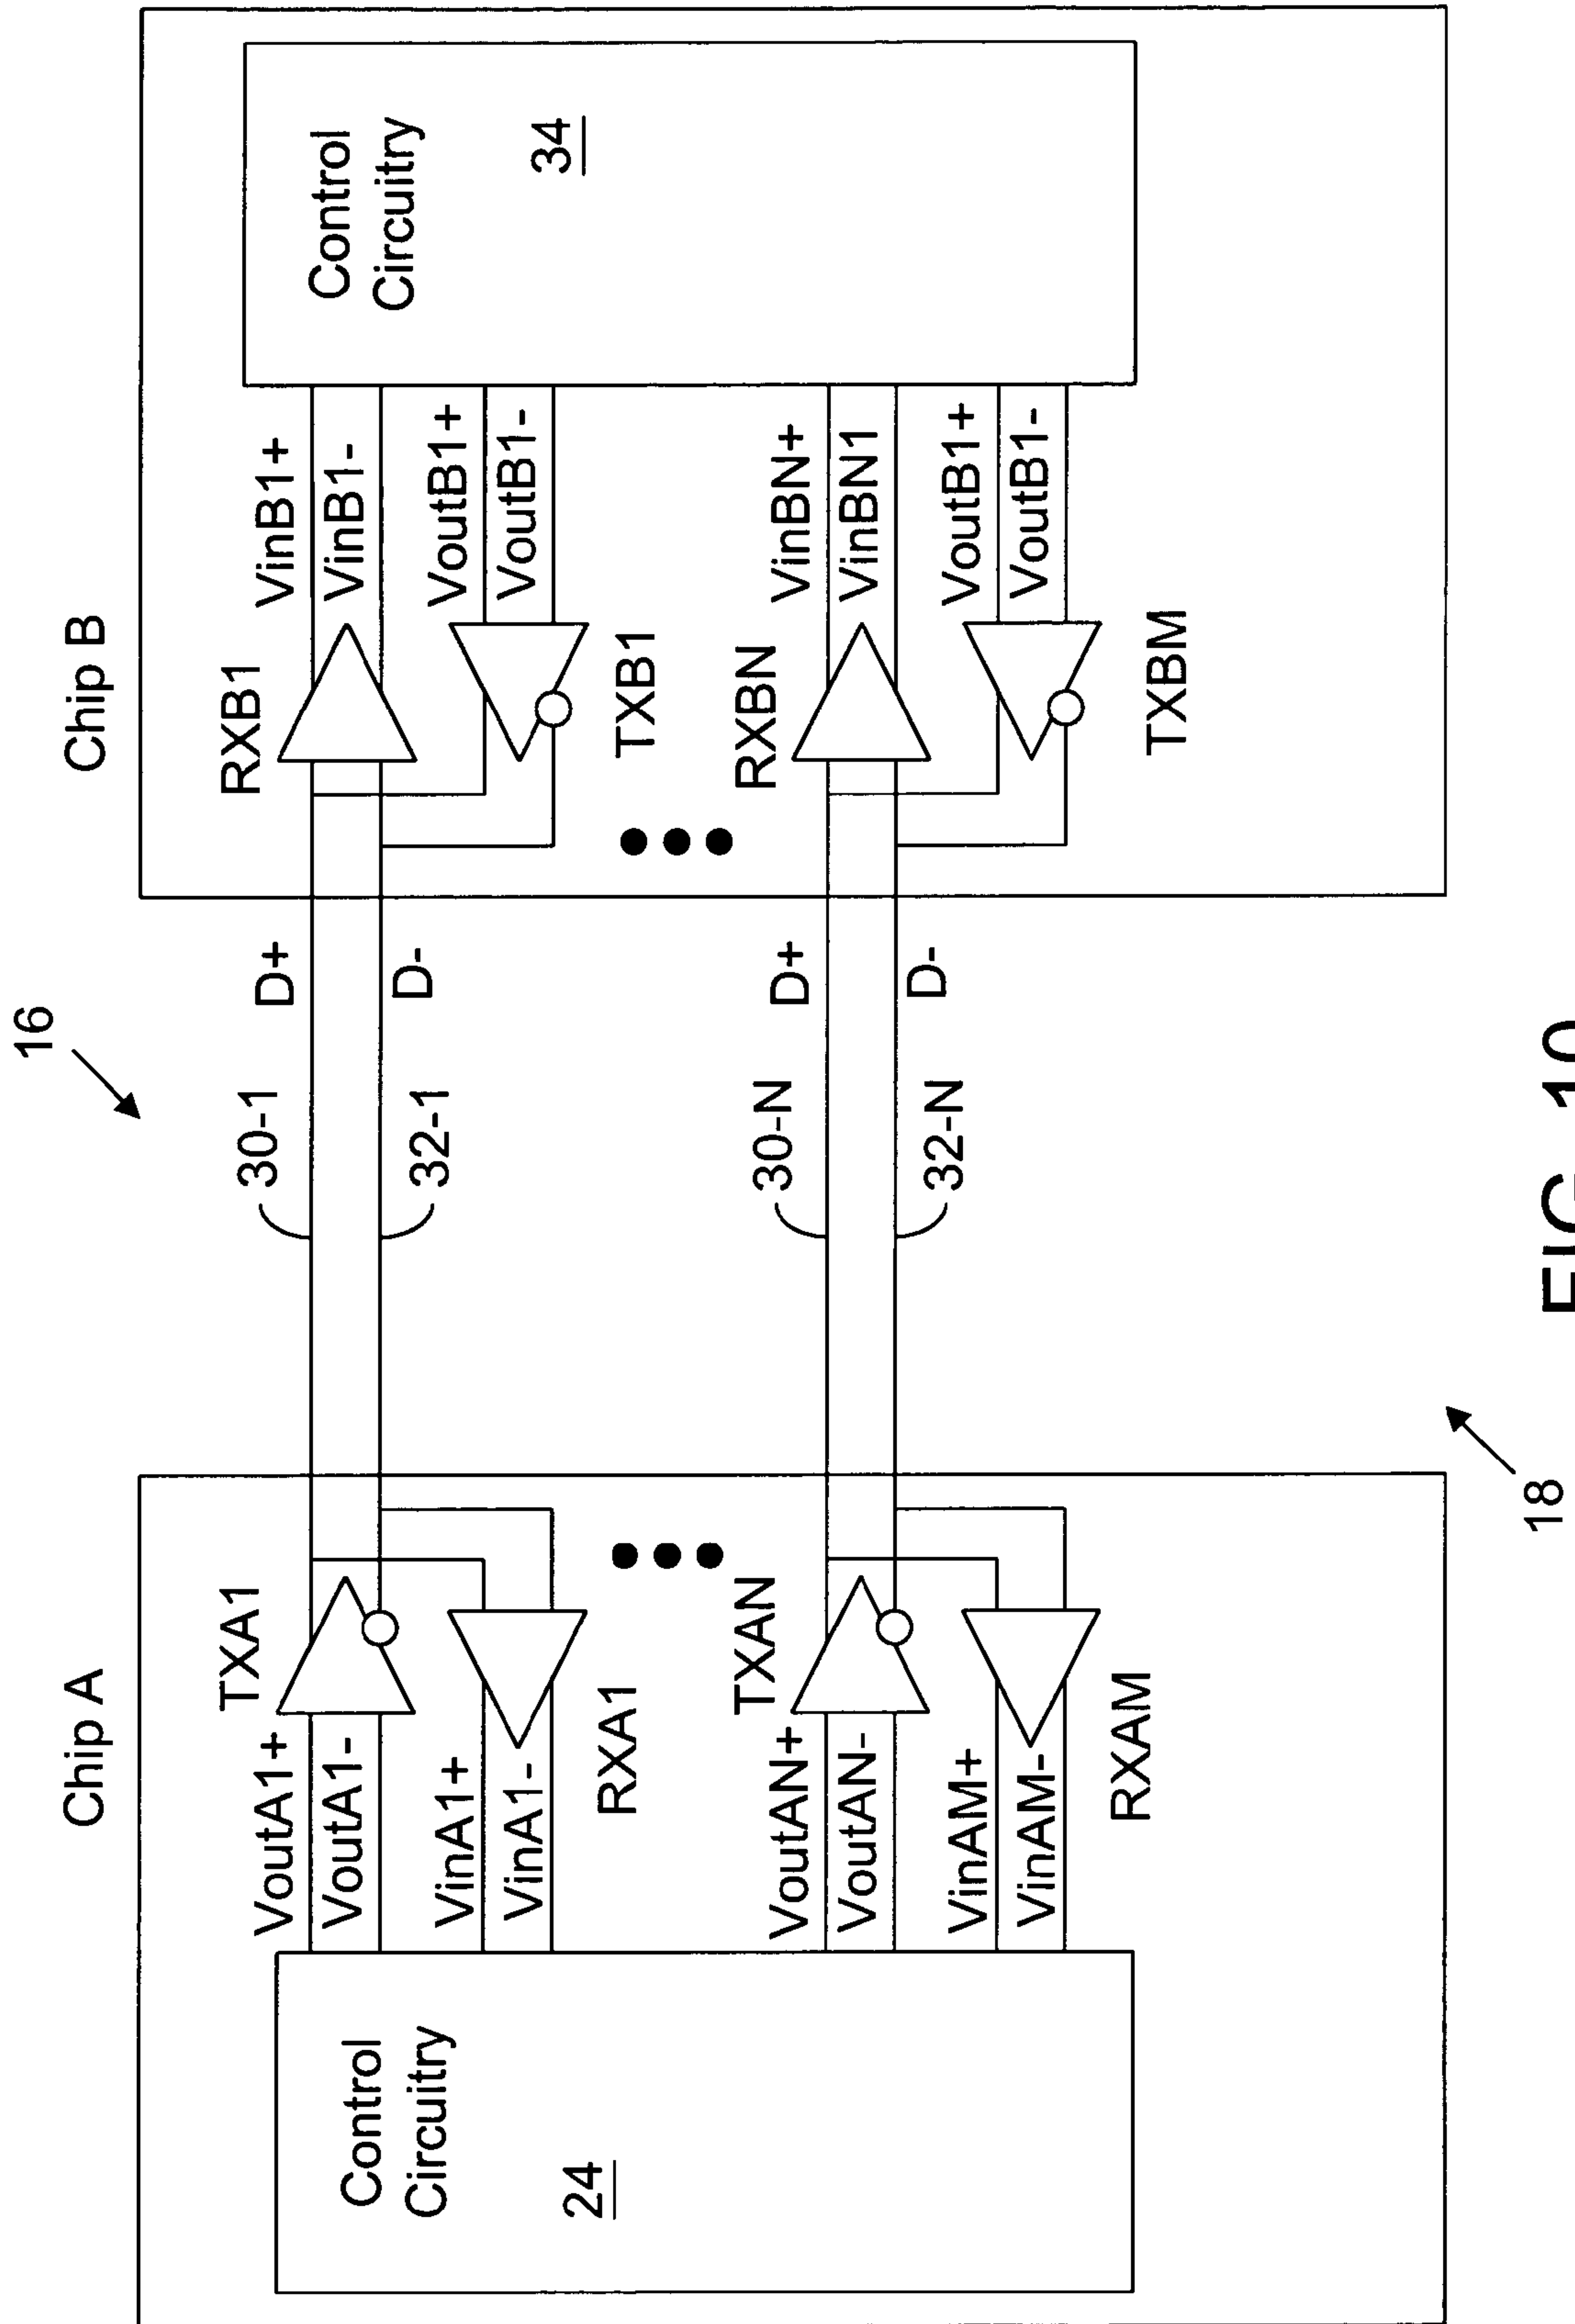 16
Chip A
Chip B
Control
Circuitry
24
VoutA1+
VoutA1-
VinA1+
VinA1-
TXA1
RXA1
VoutAN+
VoutAN-
VinAM+
VinAM-
TXAN
RXAM
30-1
32-1
D+
D-
30-N
32-N
D+
D-
RXB1
TXB1
VinB1+
VinB1-
VoutB1+
VoutB1-
RXBN
TXBM
VinBN+
VinBN1
VoutB1+
VoutB1-
Control
Circuitry
34
18
FIG. 10